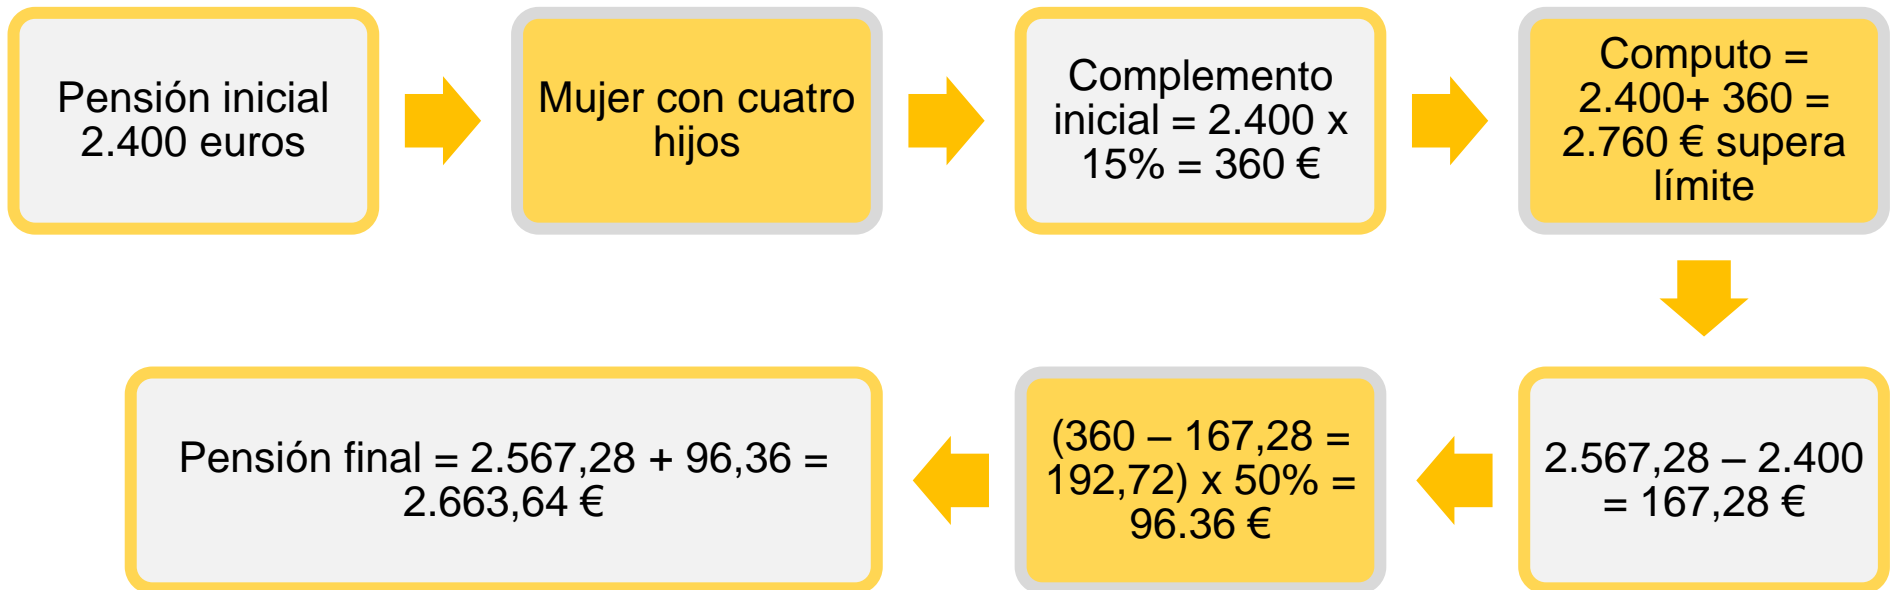 Pensión inicial
2.400 euros
Mujer con cuatro
hijos
Complemento
inicial = 2.400 x
15% = 360 €
Computo =
2.400+ 360 =
2.760 € supera
límite
2.567,28 – 2.400
= 167,28 €
(360 – 167,28 =
192,72) x 50% =
96.36 €
Pensión final = 2.567,28 + 96,36 =
2.663,64 €